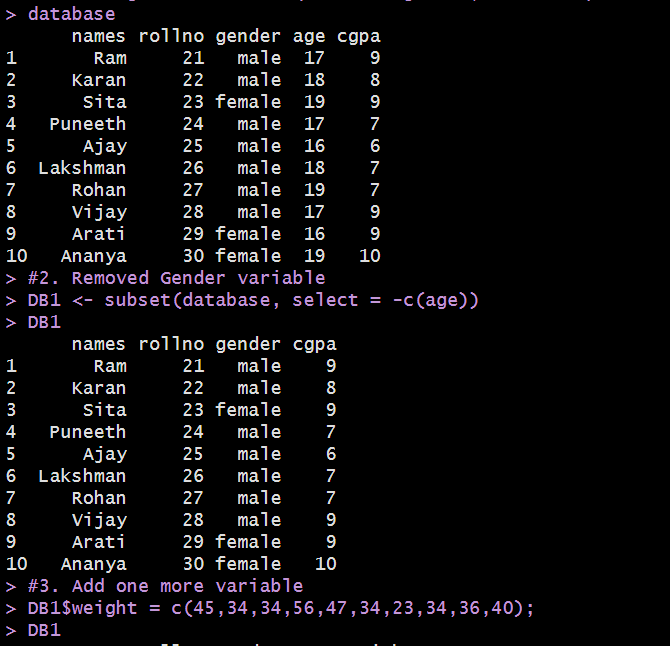 > database
names rollno gender age cgpa
1 Ram 21 male 17 9
2 Karan 22 male 18 8
3 Sita 23 female 19 9
4 Puneeth 24 male 17 7
5 Ajay 25 male 16 6
6 Lakshman 26 male 18 7
7 Rohan 27 male 19 7
8 Vijay 28 male 17 9
9 Arati 29 female 16 9
10 Ananya 30 female 19 10
> #2. Removed Gender variable
> DB1 <- subset(database, select = -c(age))
> DB1
names rollno gender cgpa
1 Ram 21 male 9
2 Karan 22 male 8
3 Sita 23 female 9
4 Puneeth 24 male 7
5 Ajay 25 male 6
6 Lakshman 26 male 7
7 Rohan 27 male 7
8 Vijay 28 male 9
9 Arati 29 female 9
10 Ananya 30 female 10
> #3. Add one more variable
> DB1$weight = c(45,34,34,56,47,34,23,34,36,40);
> DB1